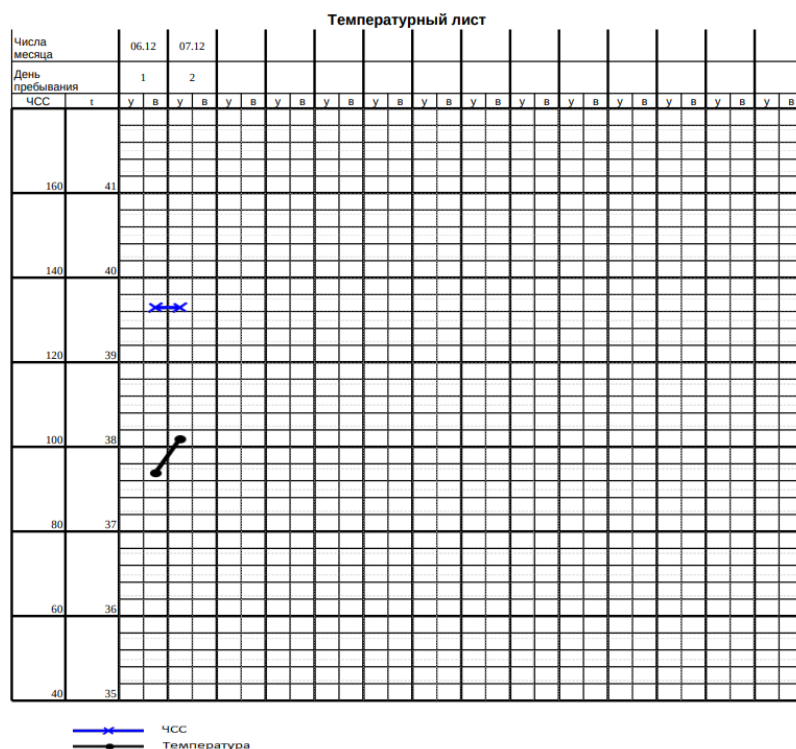 Температурный лист
Числа
месяца
06.12 07.12
День
пребывания
1 2
ЧСС t у в у в у в у в у в у в у в у в у в у в у в у в у в у в
160 41
140 40
120 39
100 38
80 37
60 36
40 35
ЧСС
Температура